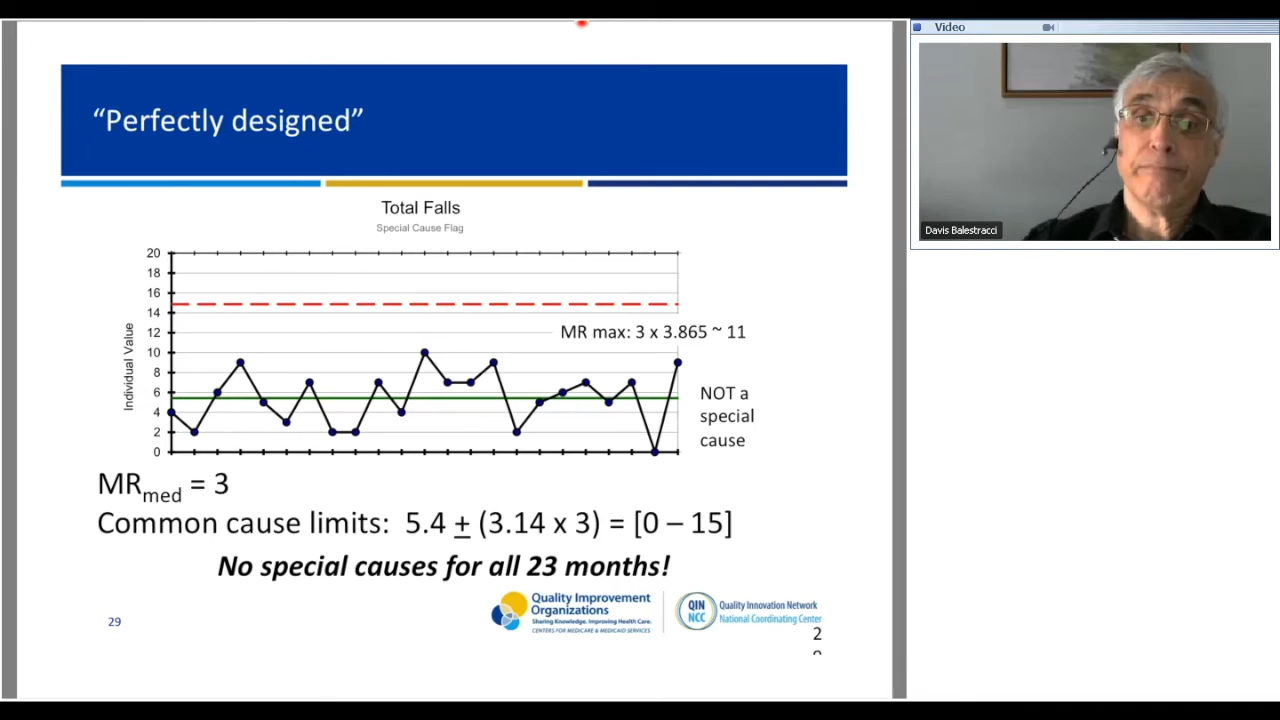 Video
"Perfectly designed"
Total Falls
Special Cause Flag
20
18
16
14
12
10
8
6
4
2
0
Individual Value
MR max: 3 x 3.865 ~ 11
NOT a
special
cause
Davis Balestracci
MRmed = 3
Common cause limits: 5.4 + (3.14 x 3) = [0 – 15]
No special causes for all 23 months!
Quality Improvement
Organizations
Sharing Knowledge. Improving Health Care.
CENTERS FOR MEDICARE & MEDICAID SERVICES
QIN
NCC
Quality Innovation Network
National Coordinating Center
29
2